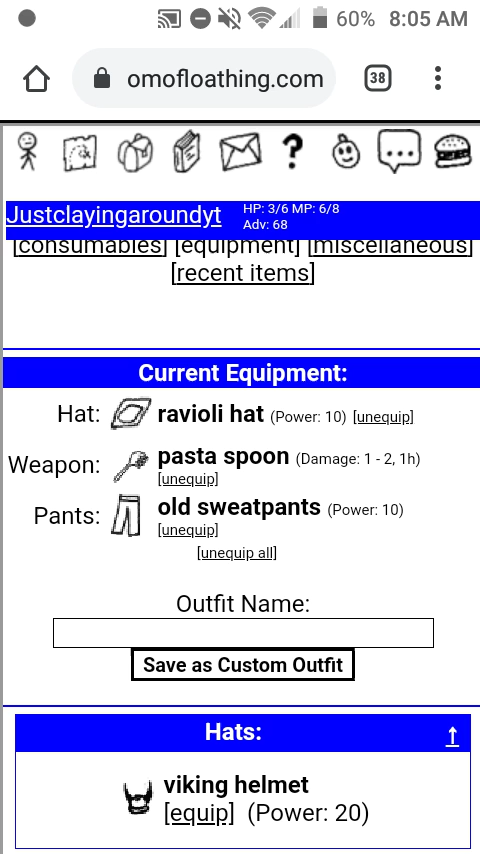 60% 8:05 AM
omofloathing.com 38
?
Justclayingaroundyt HP: 3/6 MP: 6/8
Adv: 68
[consumables] [equipment] [miscellaneous]
[recent items]
Current Equipment:
Hat: ravioli hat (Power: 10) [unequip]
Weapon: pasta spoon (Damage: 1 - 2, 1h)
[unequip]
Pants: old sweatpants (Power: 10)
[unequip]
[unequip all]
Outfit Name:
Save as Custom Outfit
Hats: ↑
viking helmet
[equip] (Power: 20)